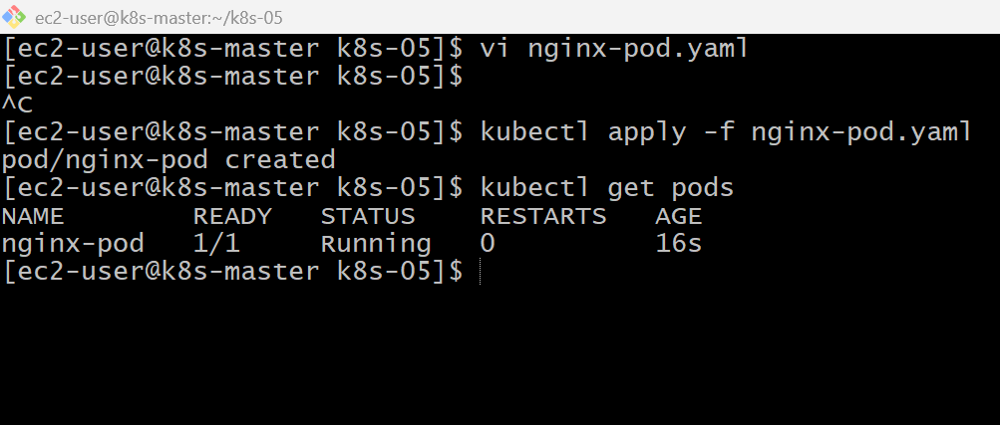 ec2-user@k8s-master:~/k8s-05
[ec2-user@k8s-master k8s-05]$ vi nginx-pod.yaml
[ec2-user@k8s-master k8s-05]$
^C
[ec2-user@k8s-master k8s-05]$ kubectl apply -f nginx-pod.yaml
pod/nginx-pod created
[ec2-user@k8s-master k8s-05]$ kubectl get pods
NAME        READY   STATUS    RESTARTS   AGE
nginx-pod   1/1     Running   0          16s
[ec2-user@k8s-master k8s-05]$